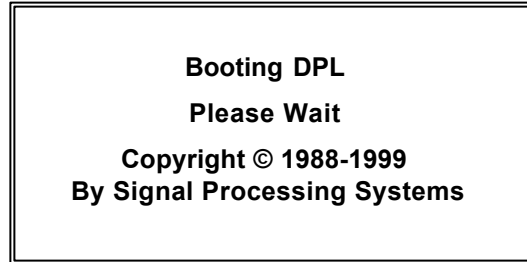 Booting DPL
Please Wait
Copyright © 1988-1999
By Signal Processing Systems